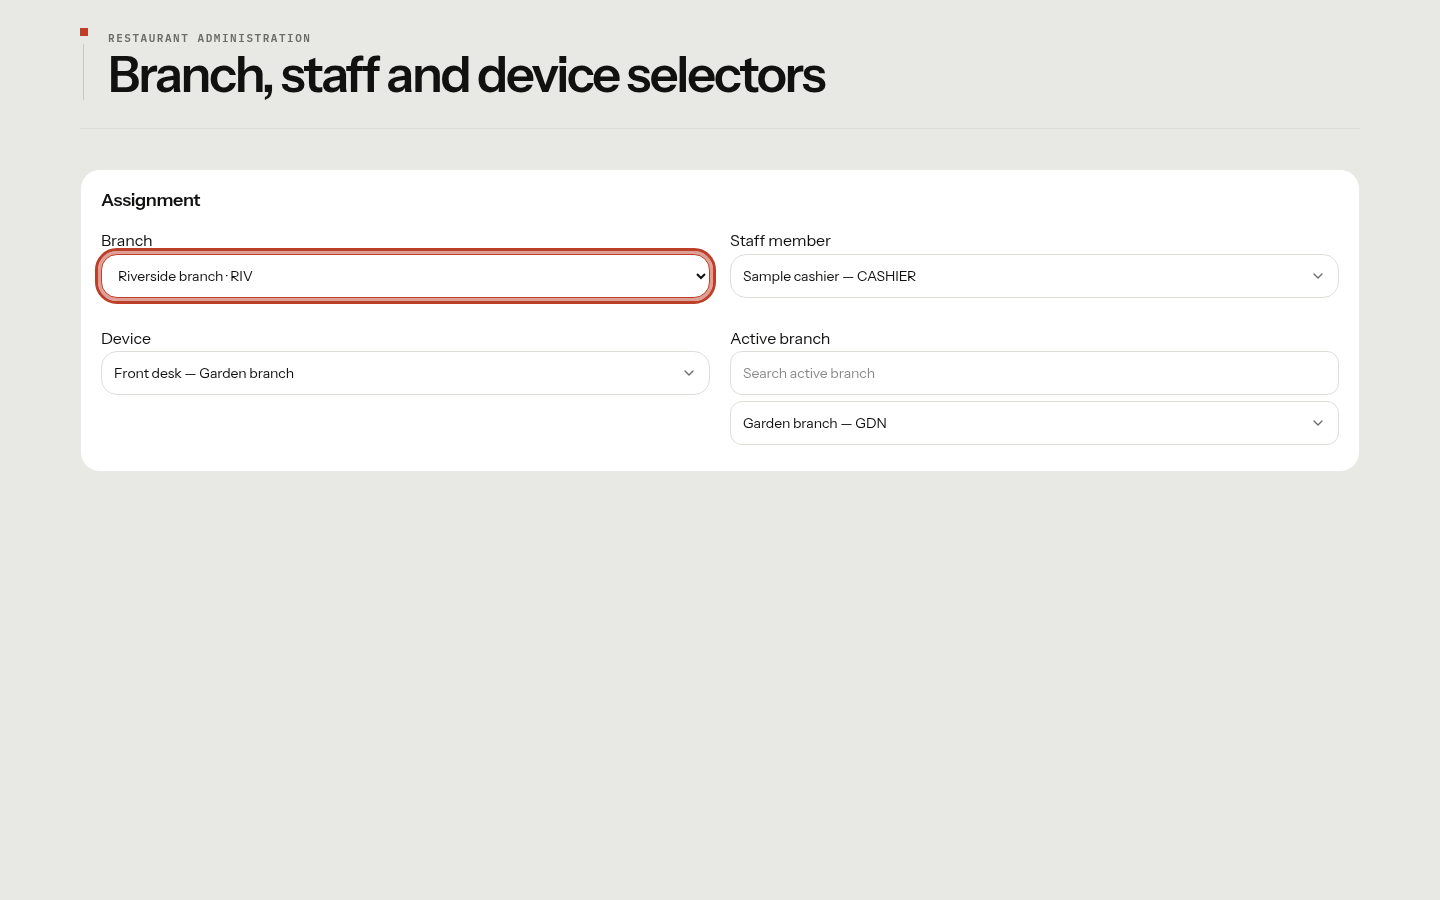 RESTAURANT ADMINISTRATION
Branch, staff and device selectors
Assignment
Branch
Riverside branch · RIV
Staff member
Sample cashier — CASHIER
Device
Front desk — Garden branch
Active branch
Search active branch
Garden branch — GDN